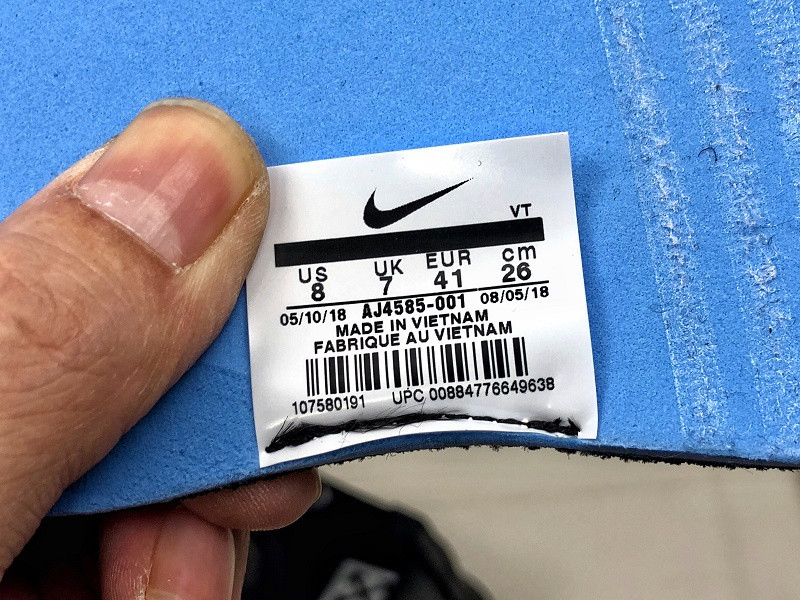 VT
US UK EUR cm
8 7 41 26
05/10/18 AJ4585-001 08/05/18
MADE IN VIETNAM
FABRIQUE AU VIETNAM
107580191 UPC 00884776649638